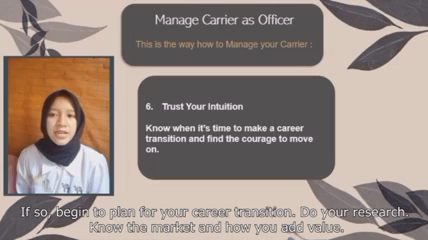 Manage Carrier as Officer
This is the way how to Manage your Carrier :
6. Trust Your Intuition
Know when it's time to make a career
transition and find the courage to move
on.
If so, begin to plan for your career transition. Do your research.
Know the market and how you add value.